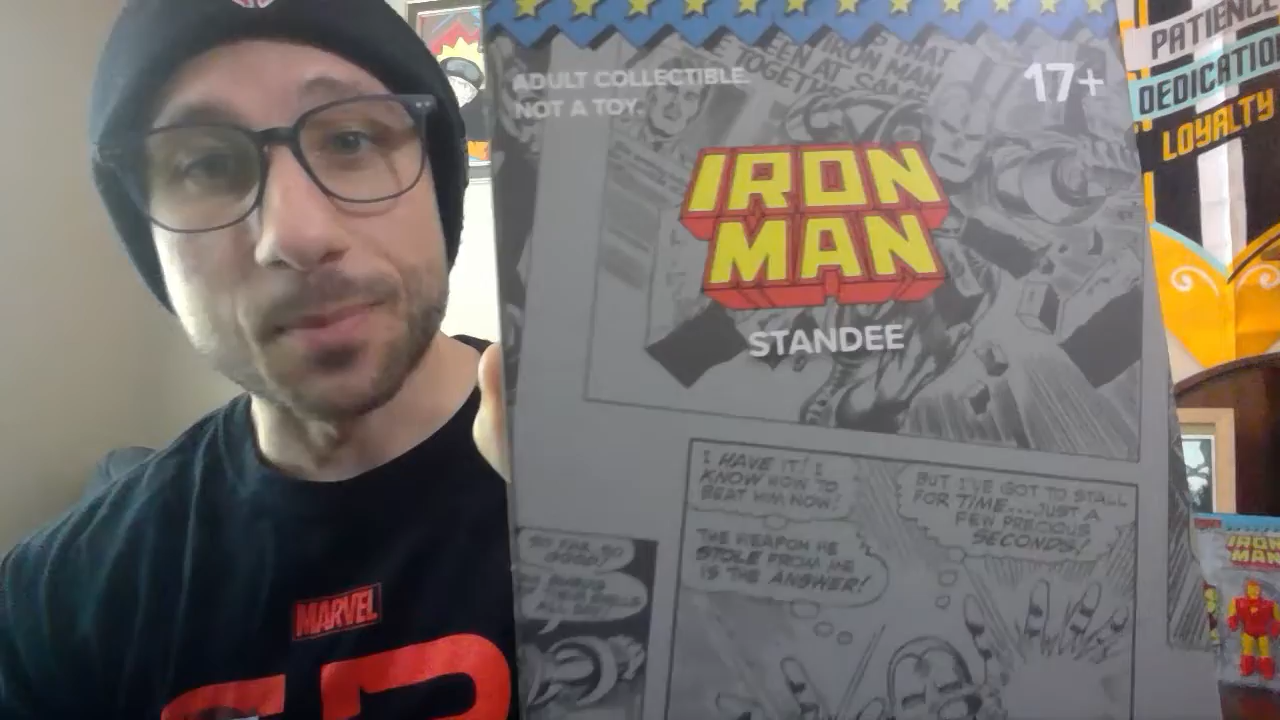 ADULT COLLECTIBLE.
NOT A TOY.
17+
IRON
MAN
STANDEE
I HAVE IT! I
KNOW HOW TO
BEAT HIM NOW!
THE WEAPON HE
STOLE FROM ME
IS THE ANSWER!
BUT I'VE GOT TO STALL
FOR TIME...JUST A
FEW PRECIOUS
SECONDS!
SO FAR, SO
GOOD!
MARVEL
PATIENCE
DEDICATION
LOYALTY
IRON
MAN